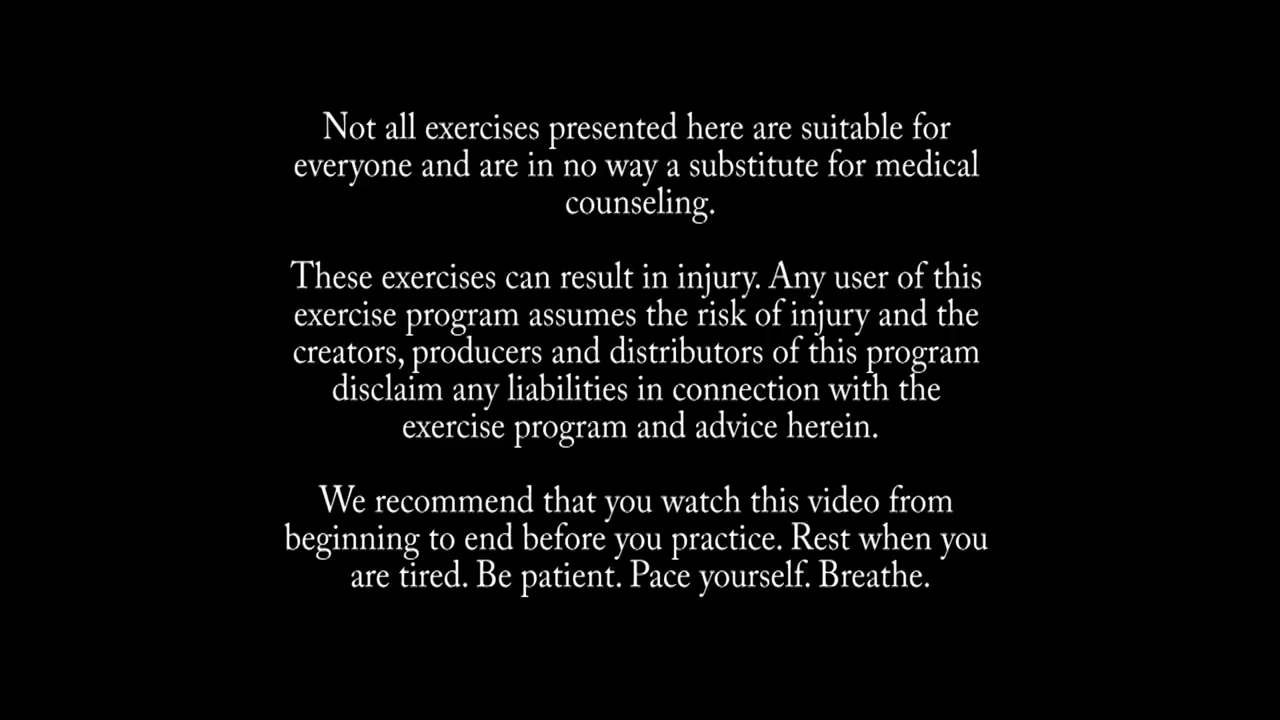 Not all exercises presented here are suitable for
everyone and are in no way a substitute for medical
counseling.
These exercises can result in injury. Any user of this
exercise program assumes the risk of injury and the
creators, producers and distributors of this program
disclaim any liabilities in connection with the
exercise program and advice herein.
We recommend that you watch this video from
beginning to end before you practice. Rest when you
are tired. Be patient. Pace yourself. Breathe.